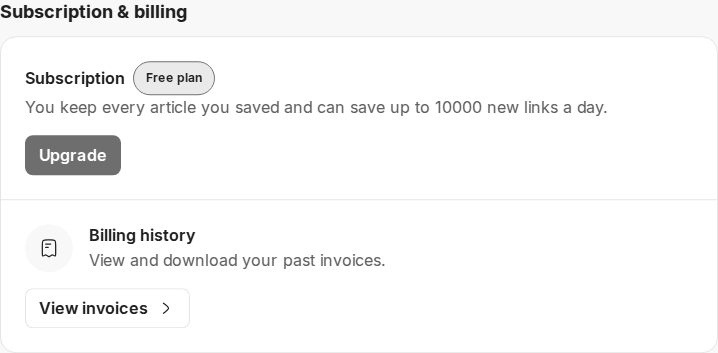 Subscription & billing
Subscription Free plan
You keep every article you saved and can save up to 10000 new links a day.
Upgrade
Billing history
View and download your past invoices.
View invoices